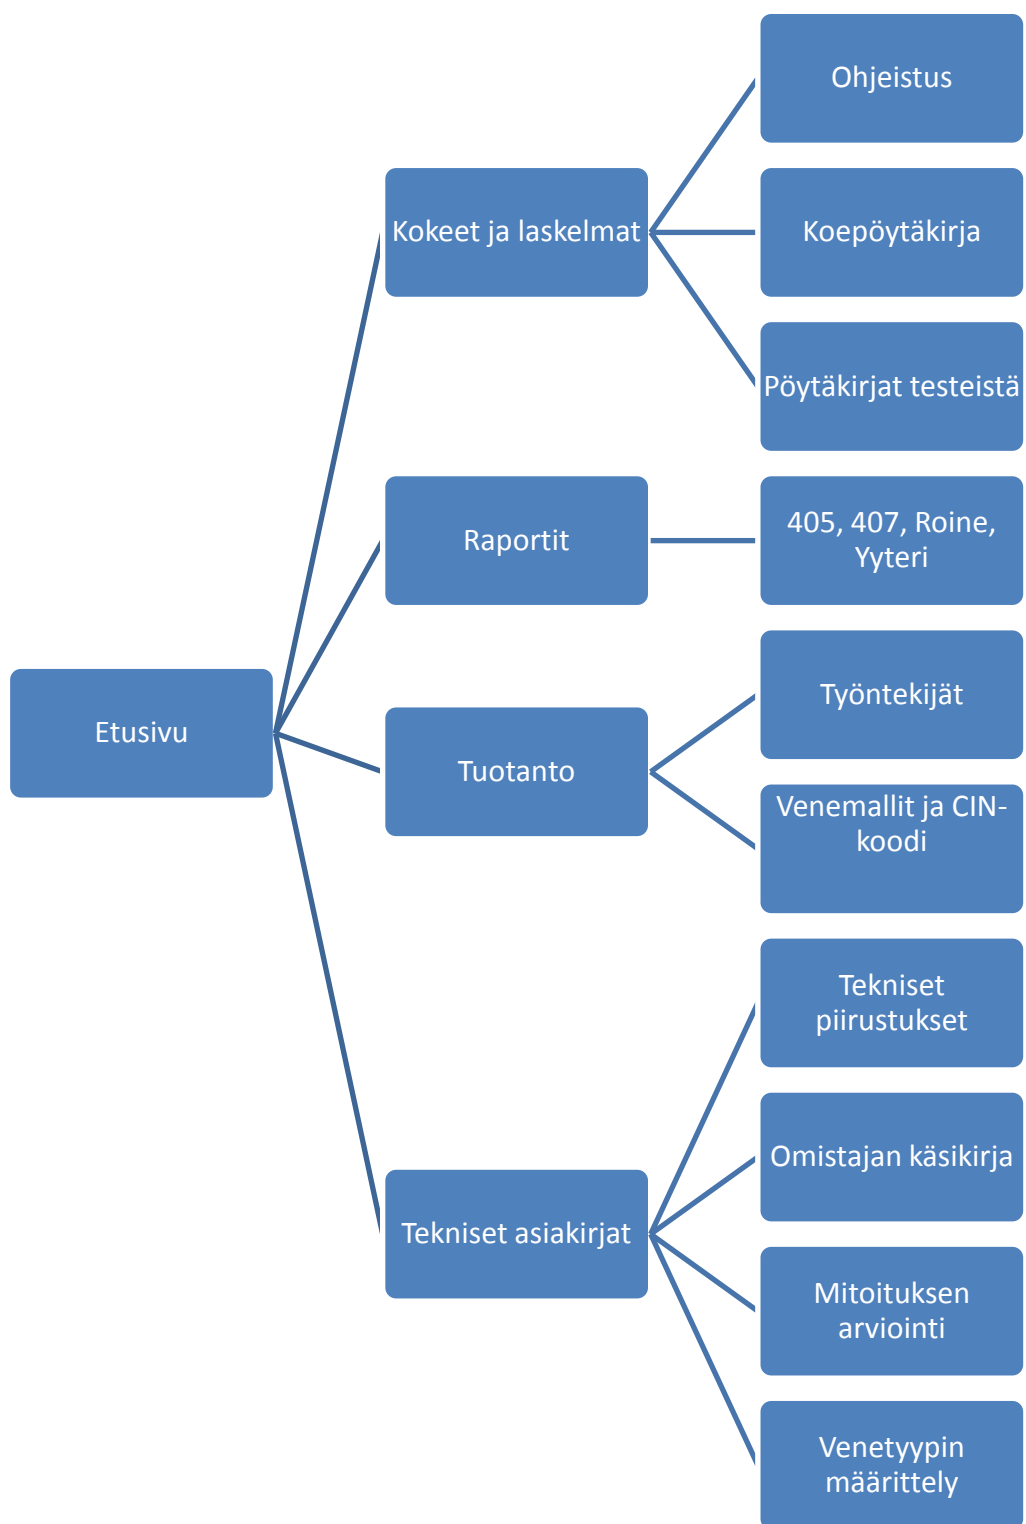 Etusivu
Kokeet ja laskelmat
Ohjeistus
Koepöytäkirja
Pöytäkirjat testeistä
Raportit
405, 407, Roine,
Yyteri
Tuotanto
Työntekijät
Venemallit ja CIN-
koodi
Tekniset asiakirjat
Tekniset
piirustukset
Omistajan käsikirja
Mitoituksen
arviointi
Venetyypin
määrittely